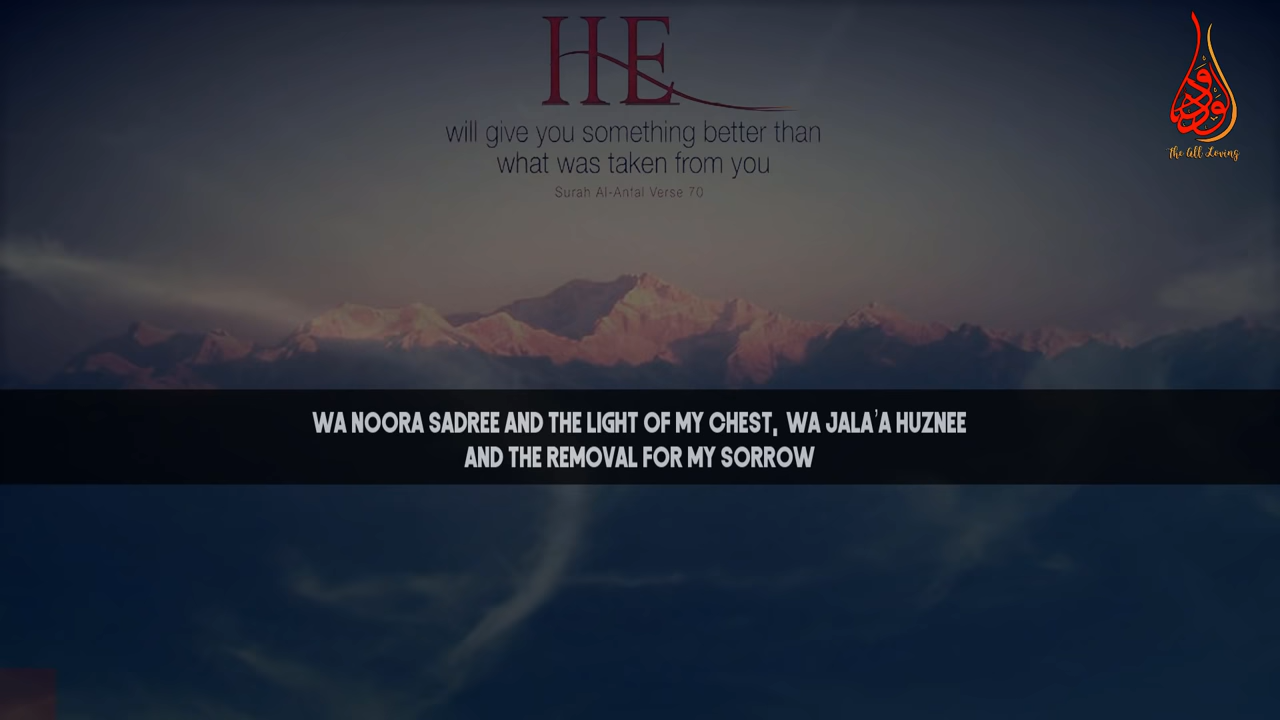 HE
will give you something better than
what was taken from you
Surah Al-Anfal Verse 70
الودود
The All Loving
WA NOORA SADREE AND THE LIGHT OF MY CHEST, WA JALA'A HUZNEE
AND THE REMOVAL FOR MY SORROW